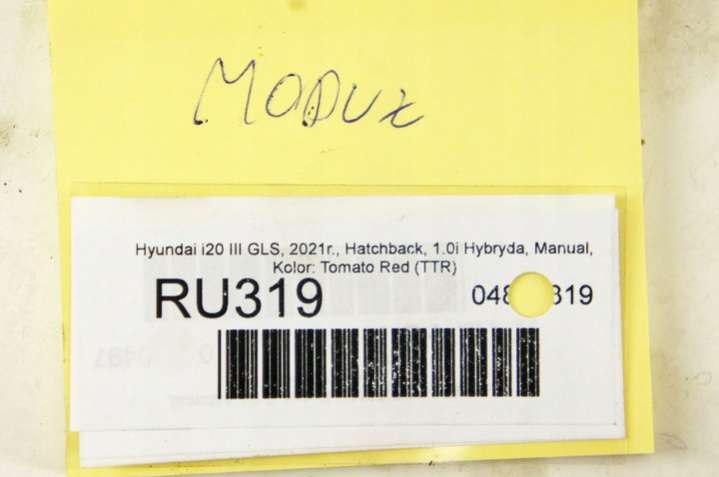 MODUŁ
Hyundai i20 III GLS, 2021r., Hatchback, 1.0i Hybryda, Manual,
Kolor: Tomato Red (TTR)
RU319